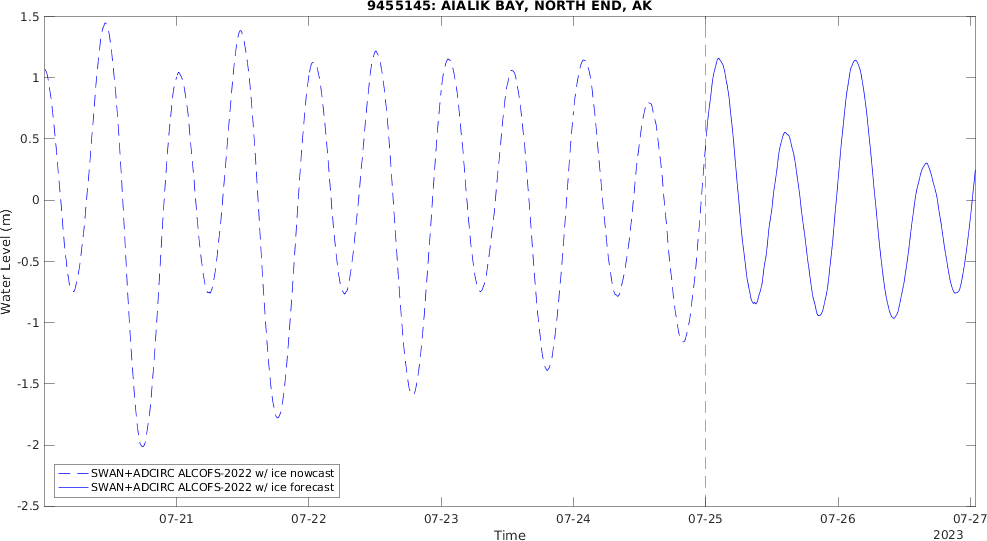 9455145: AIALIK BAY, NORTH END, AK
1.5
1
0.5
0
-0.5
-1
-1.5
-2
-2.5
Water Level (m)
SWAN+ADCIRC ALCOFS-2022 w/ ice nowcast
SWAN+ADCIRC ALCOFS-2022 w/ ice forecast
07-21 07-22 07-23 07-24 07-25 07-26 07-27
Time
2023